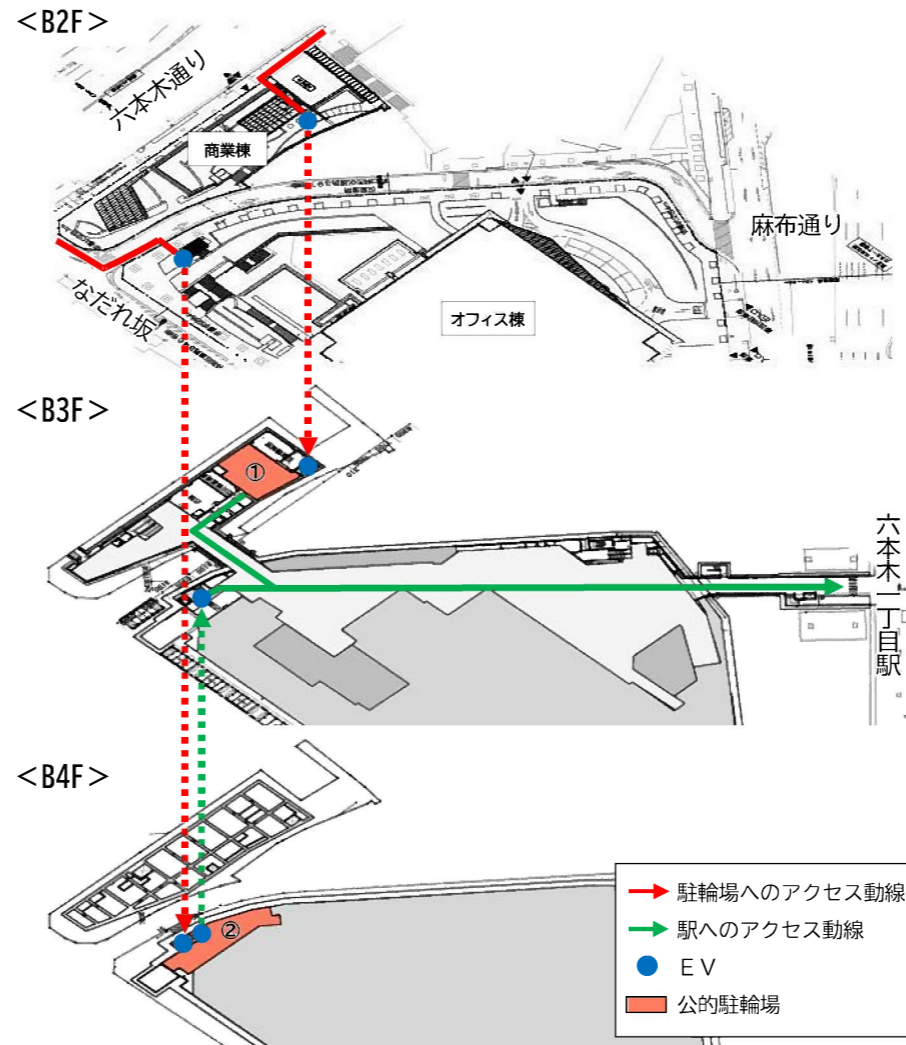 <B2F>
六本木通り
商業棟
麻布通り
なだれ坂
オフィス棟
<B3F>
①
六本木一丁目駅
<B4F>
②
駐輪場へのアクセス動線
駅へのアクセス動線
ＥＶ
公的駐輪場